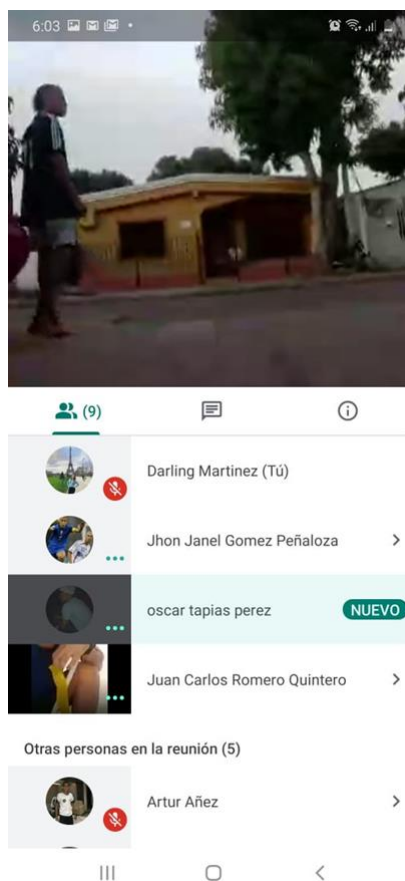 6:03
(9)
Darling Martinez (Tú)
Jhon Janel Gomez Peñaloza
oscar tapias perez NUEVO
Juan Carlos Romero Quintero
Otras personas en la reunión (5)
Artur Añez